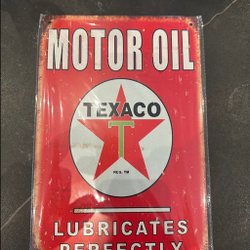 MOTOR OIL
TEXACO
T
REG. TM
LUBRICATES
PERFECTLY